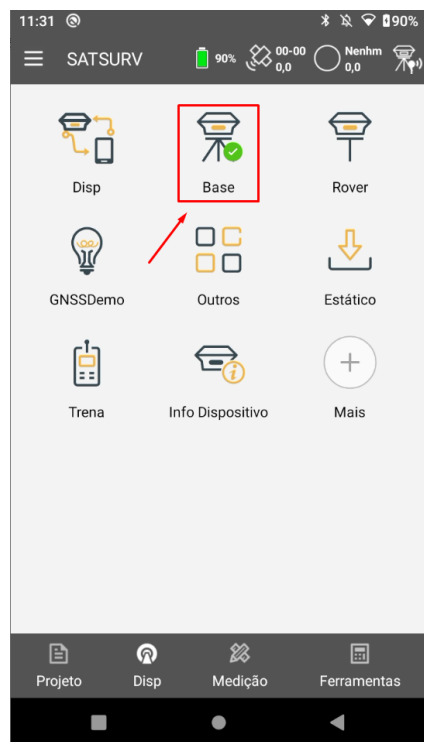 11:31 90%
SATSURV 90% 00-00 Nenhm
0,0 0,0
Disp Base Rover
GNSSDemo Outros Estático
Trena Info Dispositivo Mais
Projeto Disp Medição Ferramentas